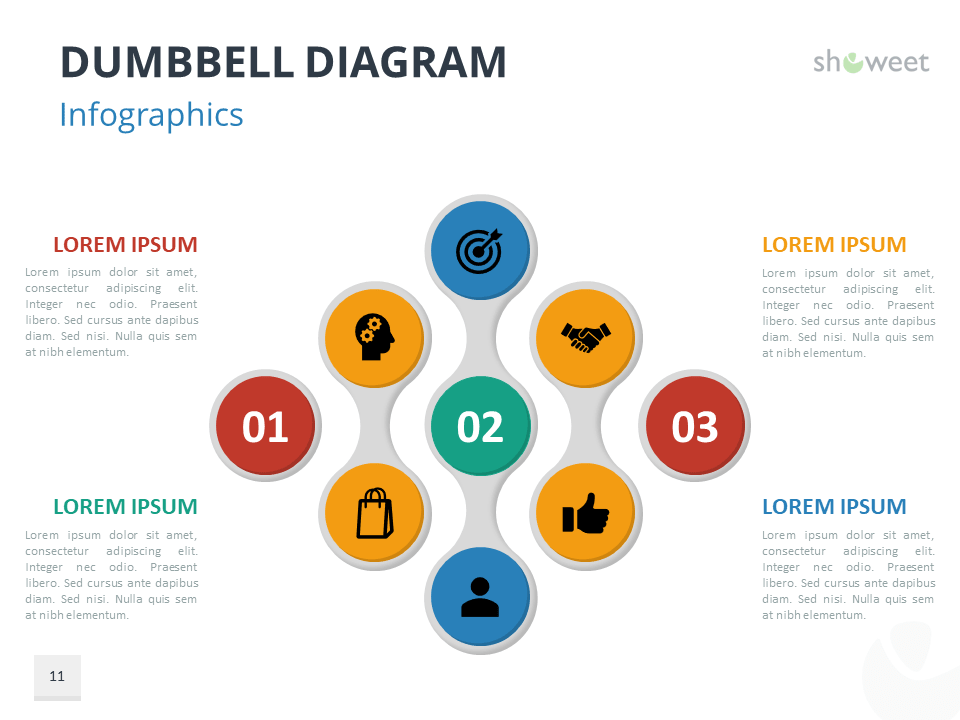 DUMBBELL DIAGRAM
Infographics
showeet
LOREM IPSUM
Lorem ipsum dolor sit amet,
consectetur adipiscing elit.
Integer nec odio. Praesent
libero. Sed cursus ante dapibus
diam. Sed nisi. Nulla quis sem
at nibh elementum.
LOREM IPSUM
Lorem ipsum dolor sit amet,
consectetur adipiscing elit.
Integer nec odio. Praesent
libero. Sed cursus ante dapibus
diam. Sed nisi. Nulla quis sem
at nibh elementum.
01
02
03
LOREM IPSUM
Lorem ipsum dolor sit amet,
consectetur adipiscing elit.
Integer nec odio. Praesent
libero. Sed cursus ante dapibus
diam. Sed nisi. Nulla quis sem
at nibh elementum.
LOREM IPSUM
Lorem ipsum dolor sit amet,
consectetur adipiscing elit.
Integer nec odio. Praesent
libero. Sed cursus ante dapibus
diam. Sed nisi. Nulla quis sem
at nibh elementum.
11